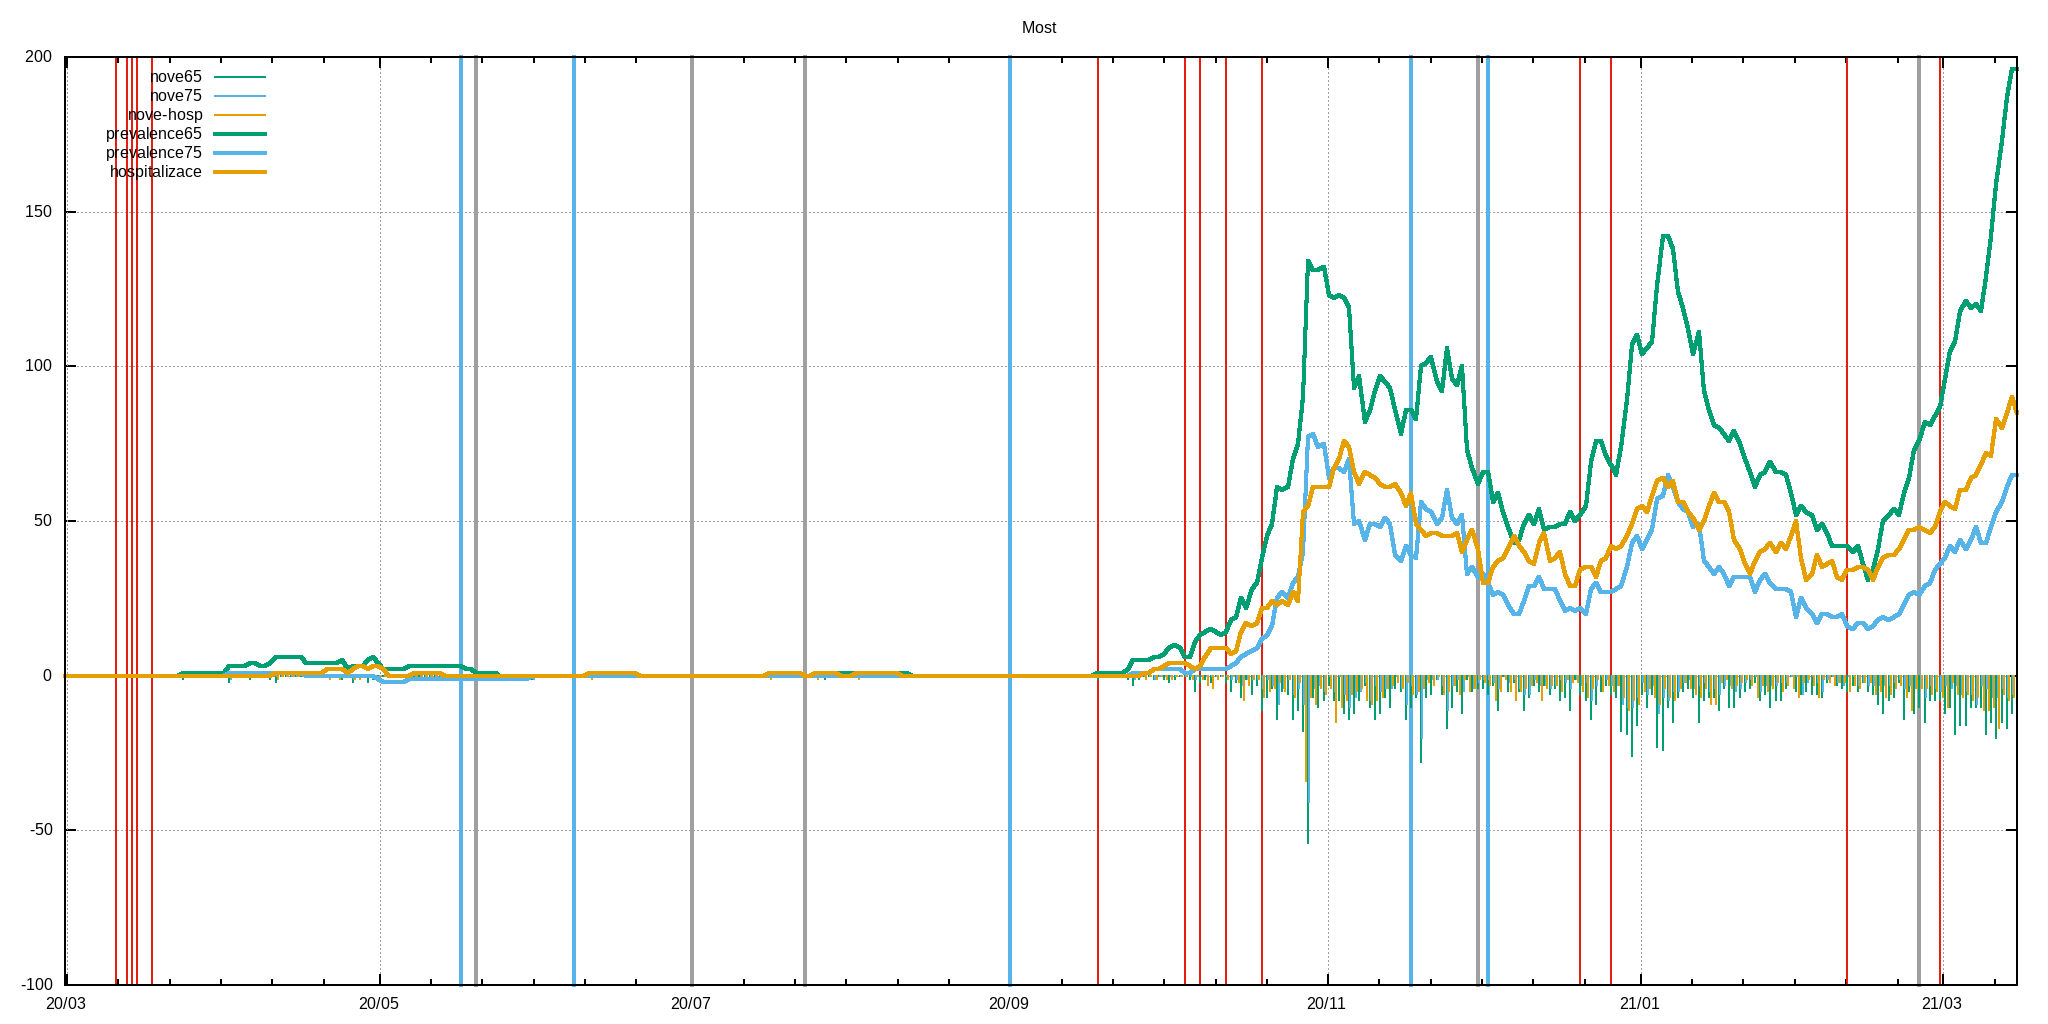 Most
200
nove65
nove75
nove-hosp
prevalence65
prevalence75
hospitalizace
150
100
50
0
-50
-100
20/03 20/05 20/07 20/09 20/11 21/01 21/03